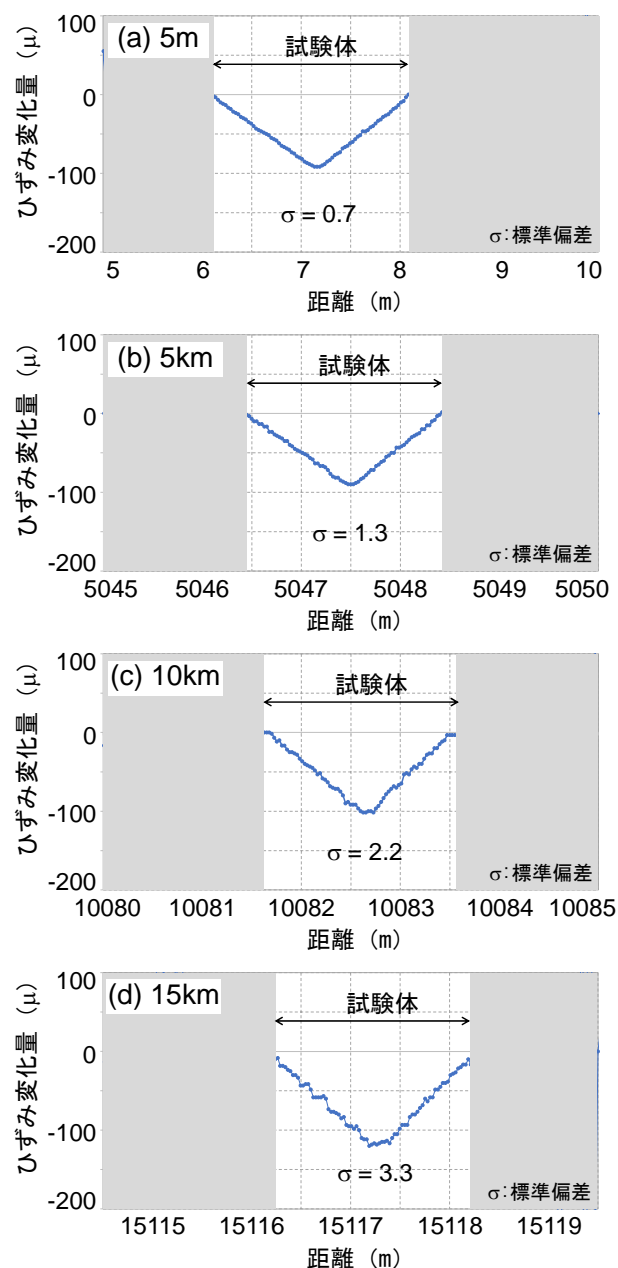 (a) 5m
試験体
ひずみ変化量 (μ)
100
0
-100
-200
σ = 0.7
σ:標準偏差
5 6 7 8 9 10
距離 (m)
(b) 5km
試験体
ひずみ変化量 (μ)
100
0
-100
-200
σ = 1.3
σ:標準偏差
5045 5046 5047 5048 5049 5050
距離 (m)
(c) 10km
試験体
ひずみ変化量 (μ)
100
0
-100
-200
σ = 2.2
σ:標準偏差
10080 10081 10082 10083 10084 10085
距離 (m)
(d) 15km
試験体
ひずみ変化量 (μ)
100
0
-100
-200
σ = 3.3
σ:標準偏差
15115 15116 15117 15118 15119
距離 (m)